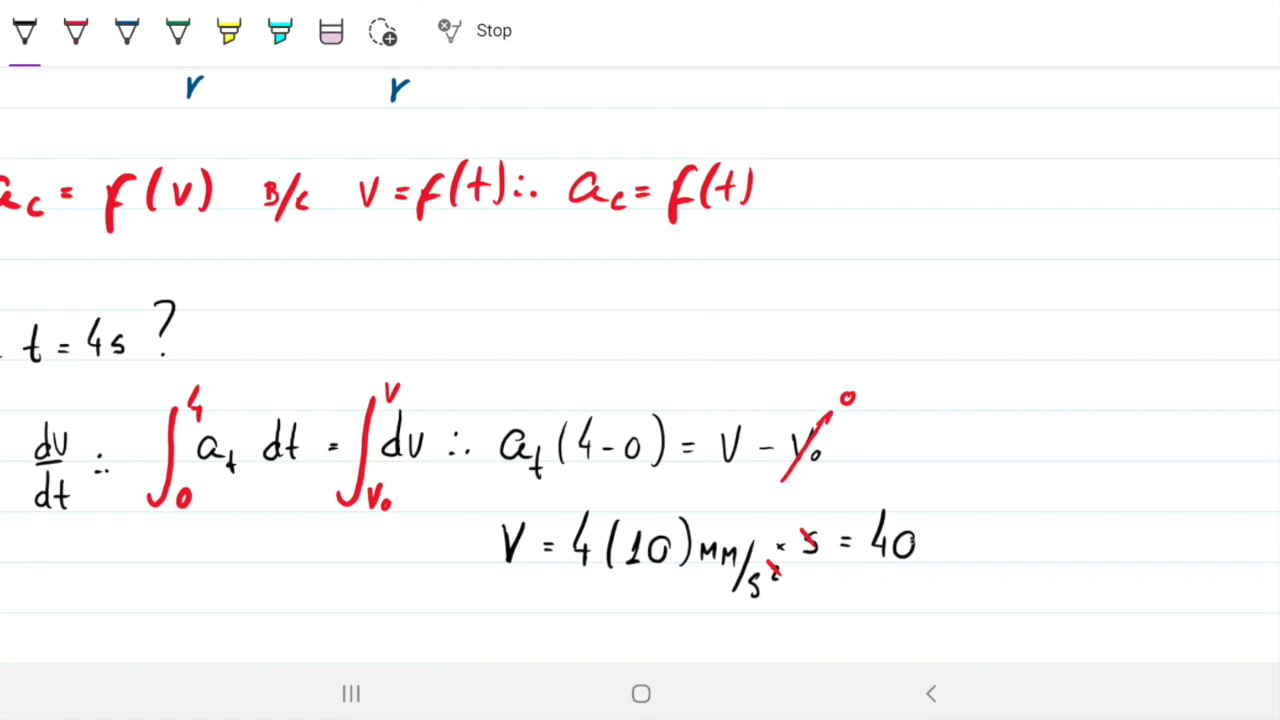 Stop
r r
ac = f(v) B/C v = f(t) ∴ ac = f(t)
t = 4s ?
dv/dt ∴ ∫₀⁴ at dt = ∫ᵥ₀ᵛ dv ∴ at (4-0) = v - v₀ 0
V = 4(10) MM/s² × s = 40